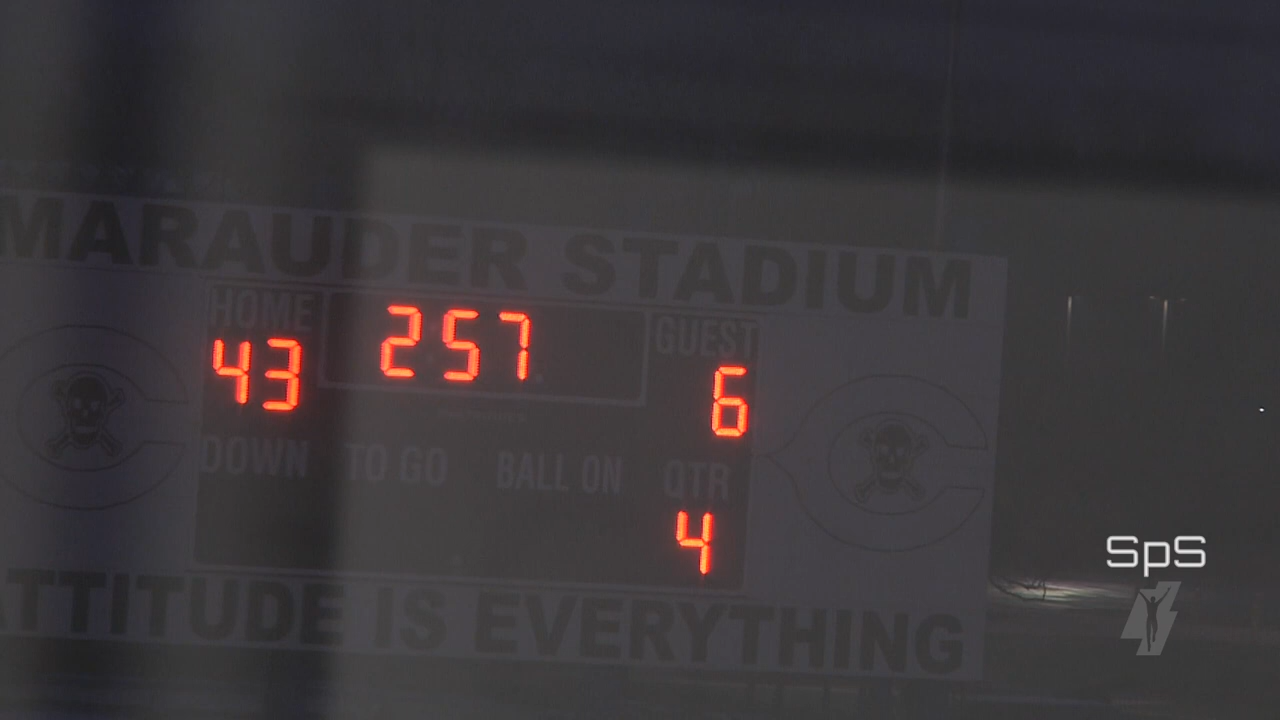 MARAUDER STADIUM
HOME 257 GUEST
43 6
DOWN TO GO BALL ON QTR
4
ATTITUDE IS EVERYTHING
SpS